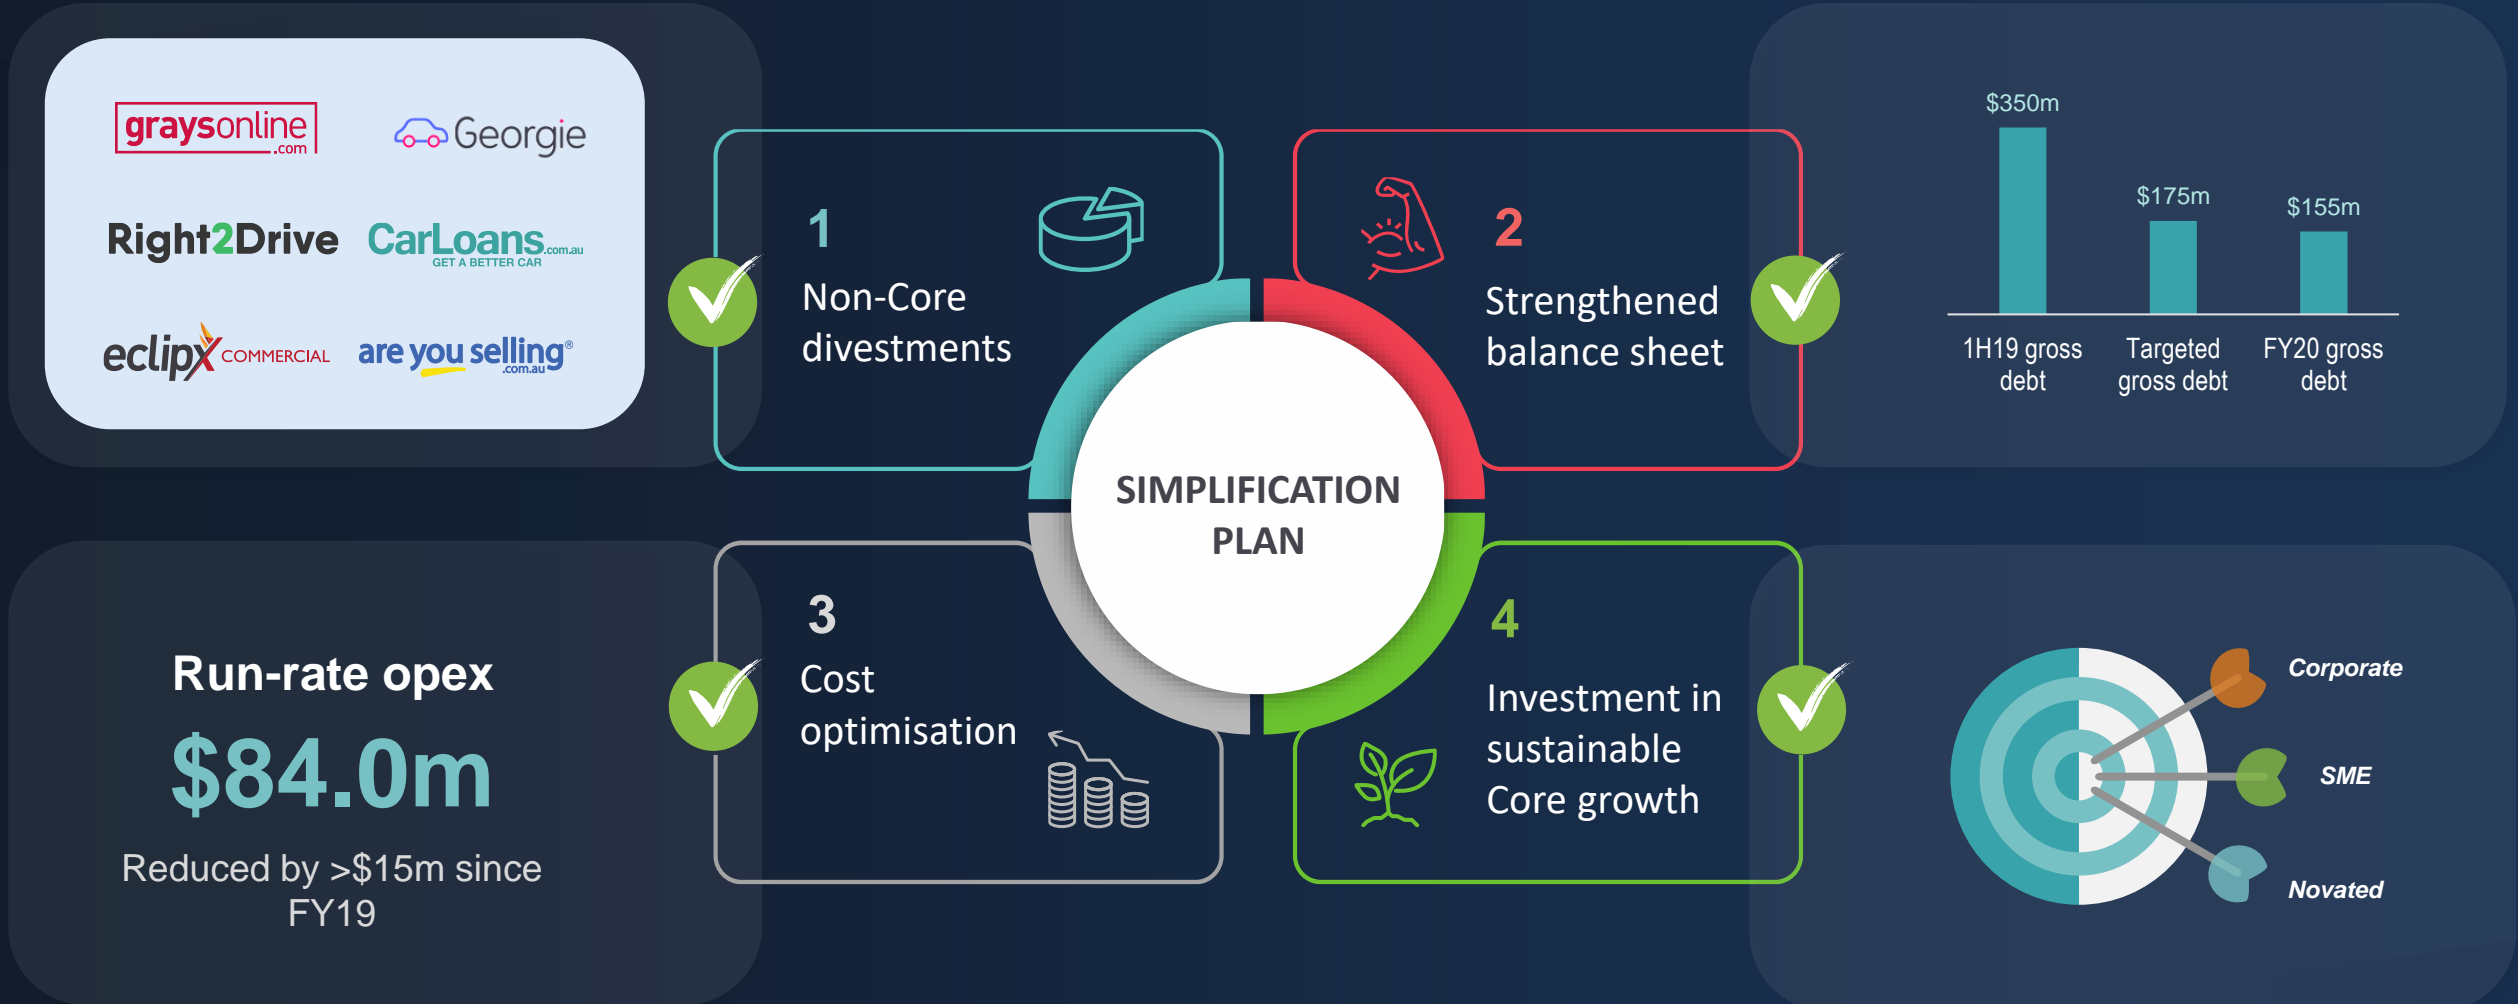 graysonline
.com
Georgie
Right2Drive
CarLoans.com.au
GET A BETTER CAR
eclipx COMMERCIAL
are you selling®
.com.au
1
Non-Core
divestments
2
Strengthened
balance sheet
$350m
$175m
$155m
1H19 gross
debt
Targeted
gross debt
FY20 gross
debt
SIMPLIFICATION
PLAN
Run-rate opex
$84.0m
Reduced by >$15m since
FY19
3
Cost
optimisation
4
Investment in
sustainable
Core growth
Corporate
SME
Novated